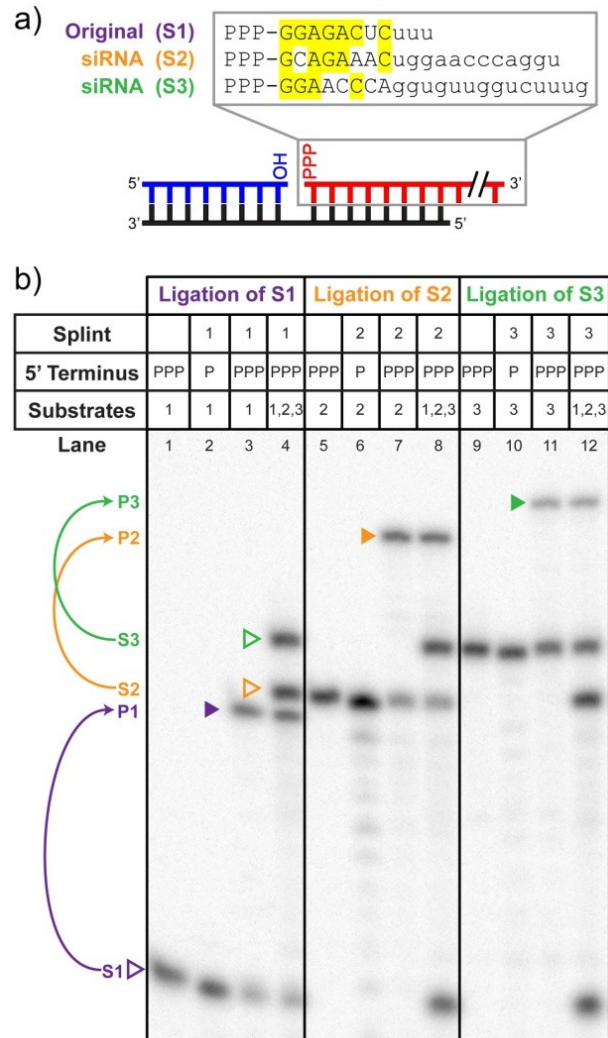 a)
Original (S1) PPP-GGAGACUCuuu
siRNA (S2) PPP-GCAGAAACuggaacccaggu
siRNA (S3) PPP-GGAACCCAgguguuggucuuug
OH PPP
5’ 3’
3’ 5’
b)
Ligation of S1 Ligation of S2 Ligation of S3
Splint 1 1 1 2 2 2 3 3 3
5’ Terminus PPP P PPP PPP PPP P PPP PPP PPP P PPP PPP
Substrates 1 1 1 1,2,3 2 2 2 1,2,3 3 3 3 1,2,3
Lane 1 2 3 4 5 6 7 8 9 10 11 12
P3
P2
S3
S2
P1
S1